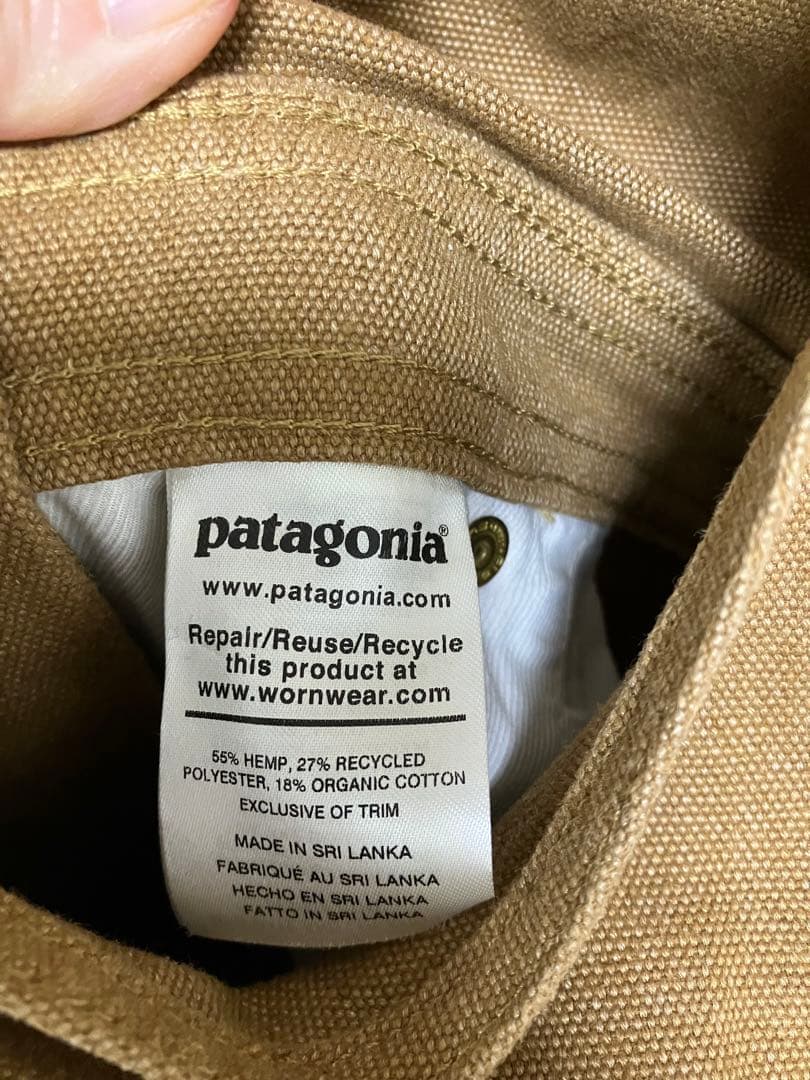 patagonia®
www.patagonia.com
Repair/Reuse/Recycle
this product at
www.wornwear.com
55% HEMP, 27% RECYCLED
POLYESTER, 18% ORGANIC COTTON
EXCLUSIVE OF TRIM
MADE IN SRI LANKA
FABRIQUÉ AU SRI LANKA
HECHO EN SRI LANKA
FATTO IN SRI LANKA